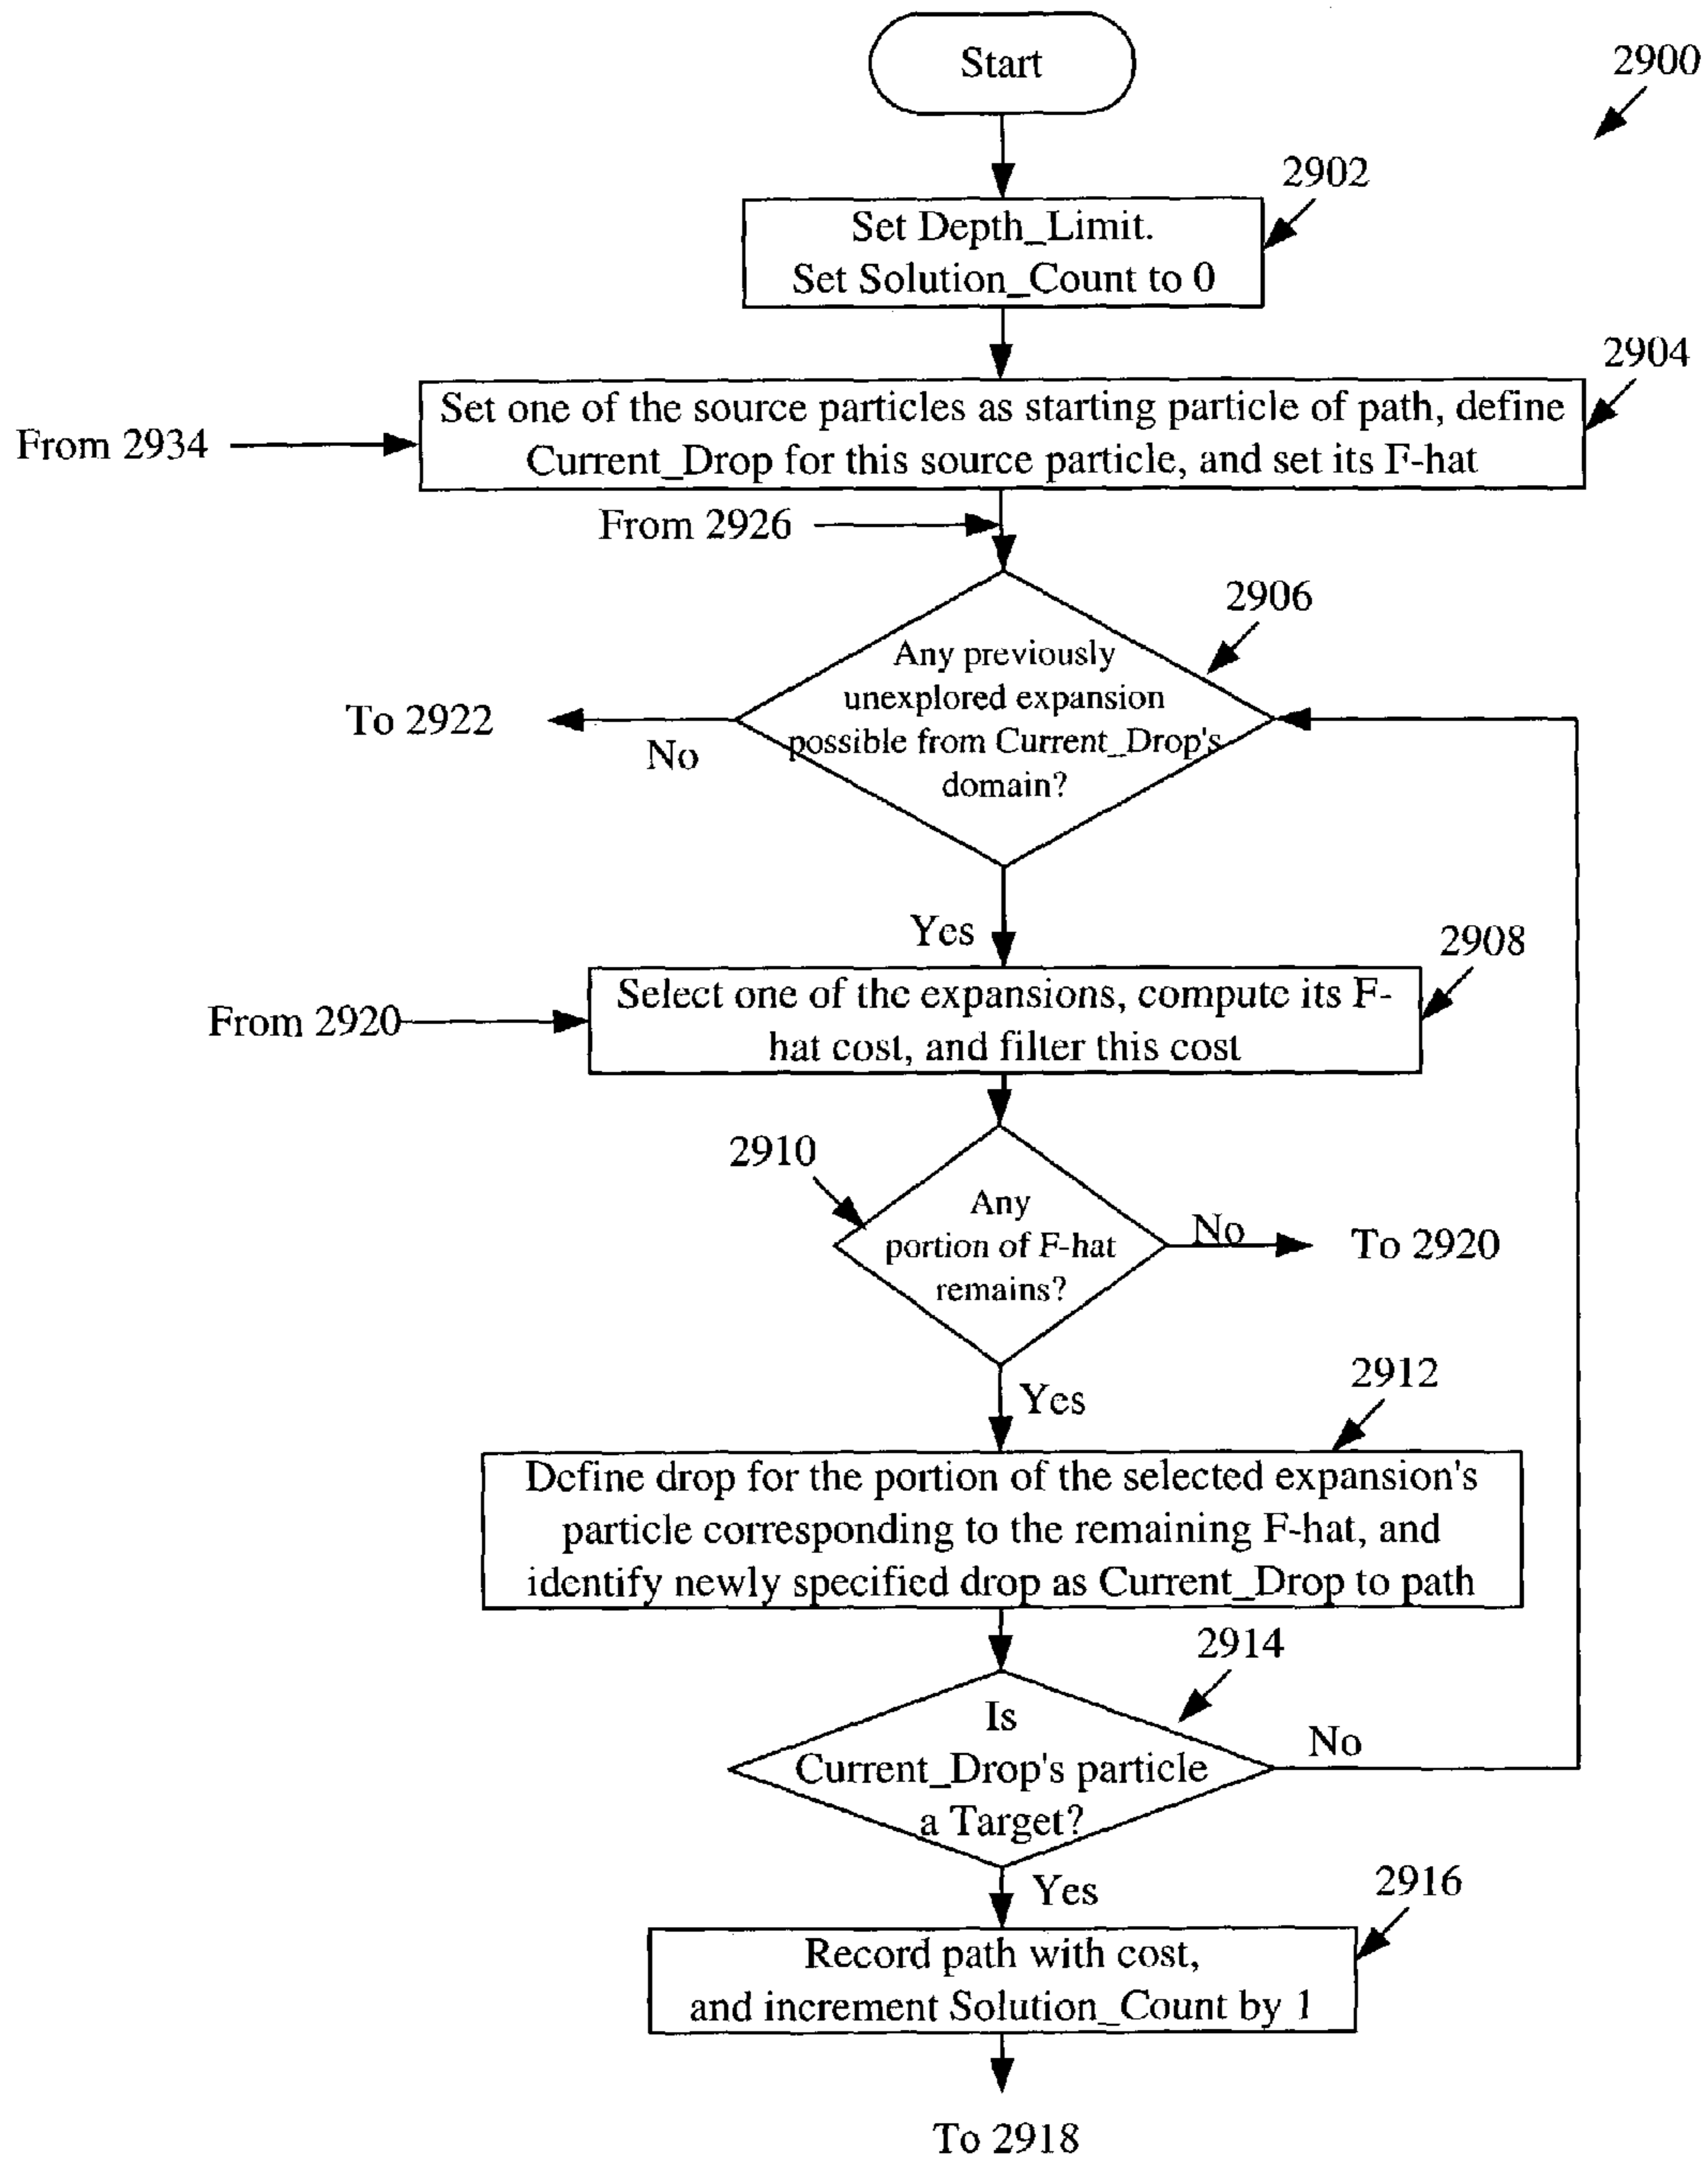 Start
2900
2902
Set Depth_Limit.
Set Solution_Count to 0
2904
Set one of the source particles as starting particle of path, define
Current_Drop for this source particle, and set its F-hat
From 2934
From 2926
2906
Any previously
unexplored expansion
possible from Current_Drop's
domain?
To 2922
No
Yes
2908
Select one of the expansions, compute its F-
hat cost, and filter this cost
From 2920
2910
Any
portion of F-hat
remains?
No
To 2920
Yes
2912
Define drop for the portion of the selected expansion's
particle corresponding to the remaining F-hat, and
identify newly specified drop as Current_Drop to path
2914
Is
Current_Drop's particle
a Target?
No
Yes
2916
Record path with cost,
and increment Solution_Count by 1
To 2918